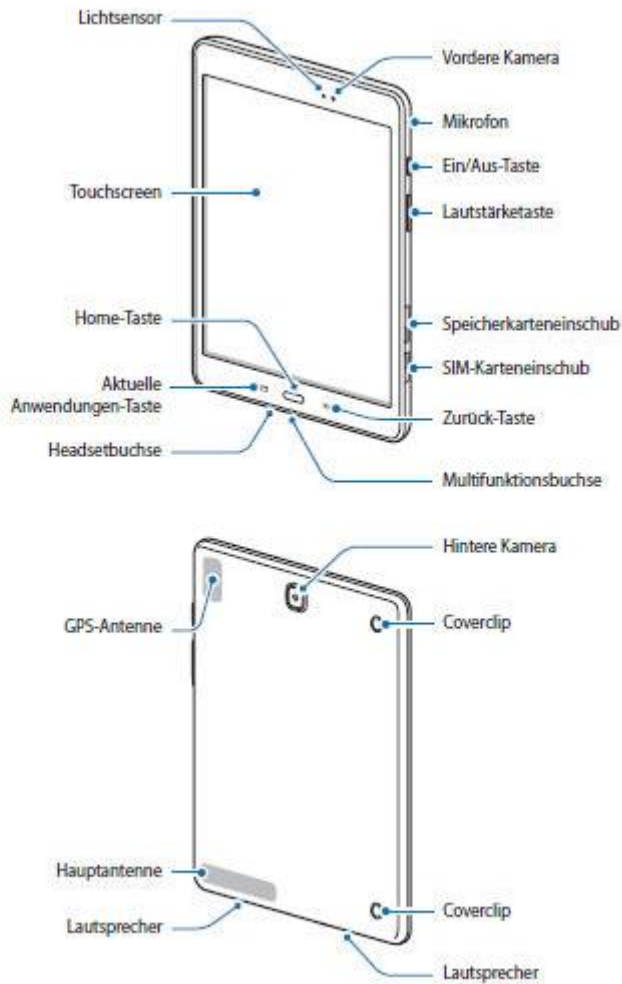 Lichtsensor
Vordere Kamera
Mikrofon
Ein/Aus-Taste
Touchscreen
Lautstärketaste
Home-Taste
Speicherkarteneinschub
SIM-Karteneinschub
Aktuelle
Anwendungen-Taste
Zurück-Taste
Headsetbuchse
Multifunktionsbuchse
Hintere Kamera
GPS-Antenne
Coverclip
Hauptantenne
Coverclip
Lautsprecher
Lautsprecher